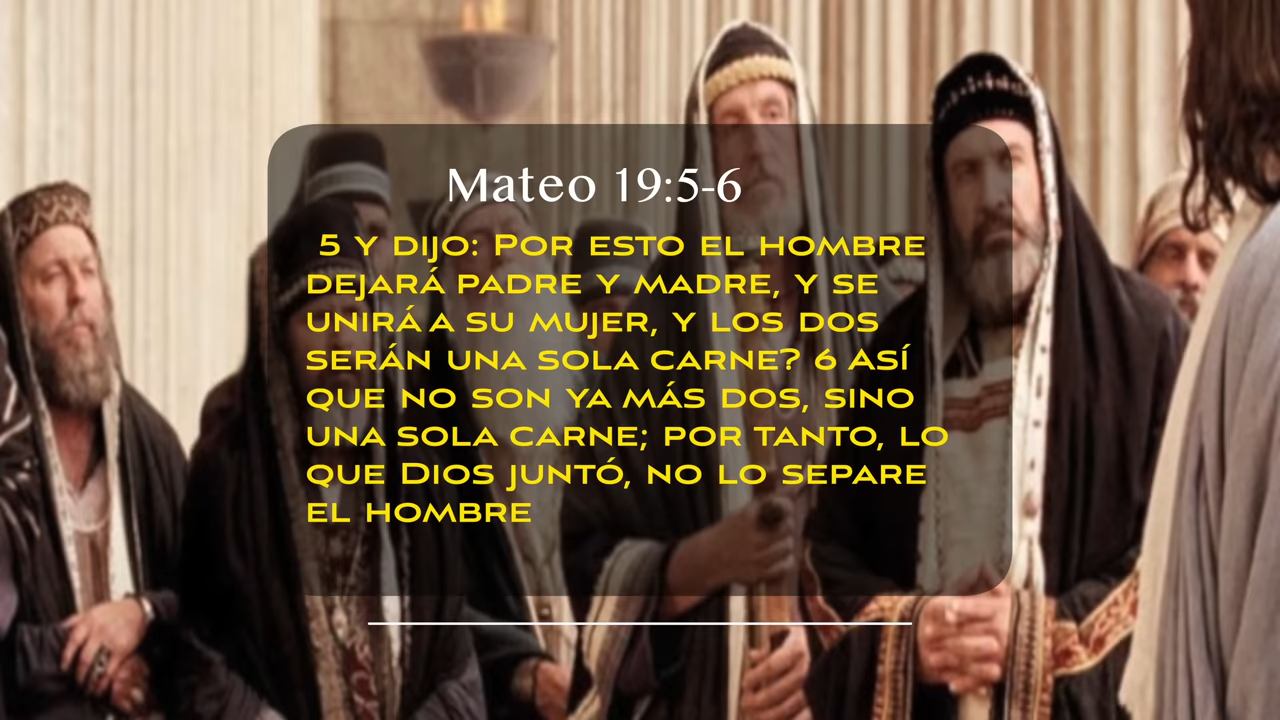 Mateo 19:5-6
5 Y DIJO: POR ESTO EL HOMBRE
DEJARÁ PADRE Y MADRE, Y SE
UNIRÁ A SU MUJER, Y LOS DOS
SERÁN UNA SOLA CARNE? 6 ASÍ
QUE NO SON YA MÁS DOS, SINO
UNA SOLA CARNE; POR TANTO, LO
QUE DIOS JUNTÓ, NO LO SEPARE
EL HOMBRE